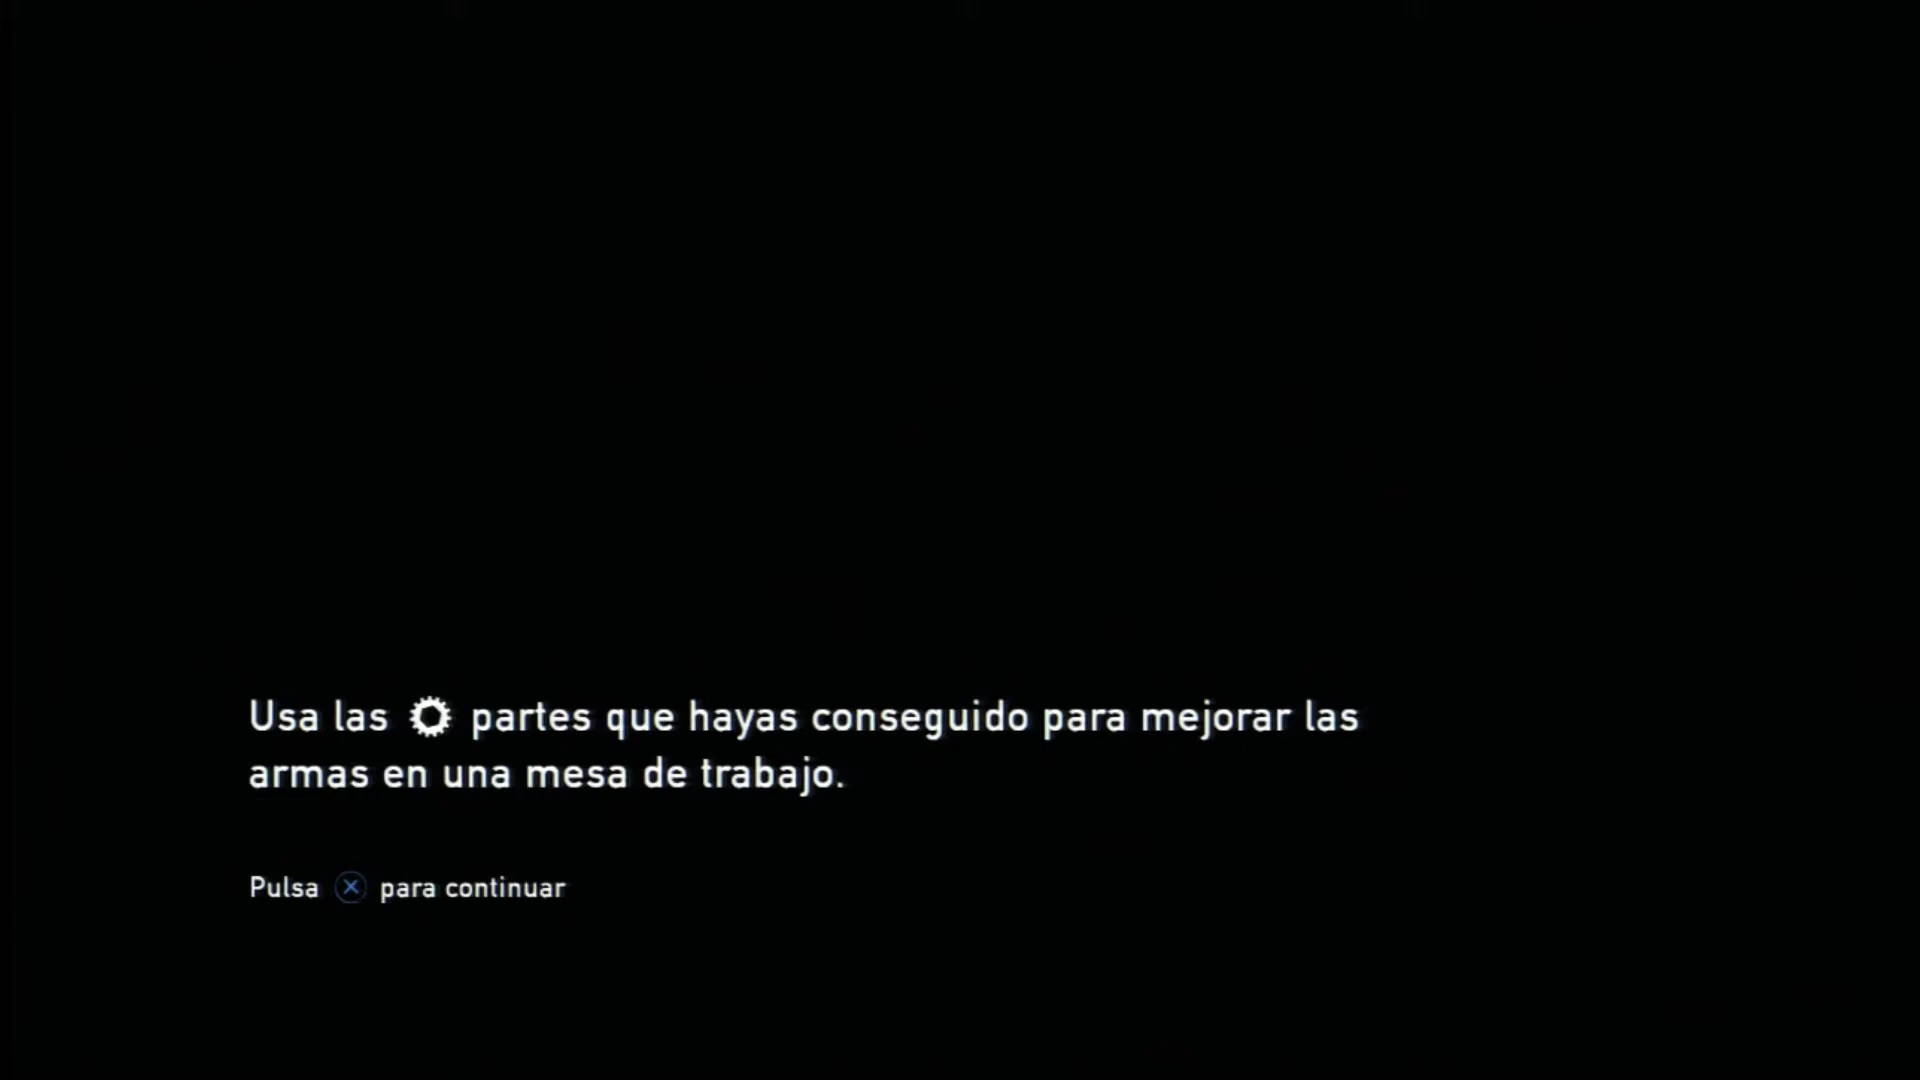 Usa las partes que hayas conseguido para mejorar las
armas en una mesa de trabajo.
Pulsa para continuar